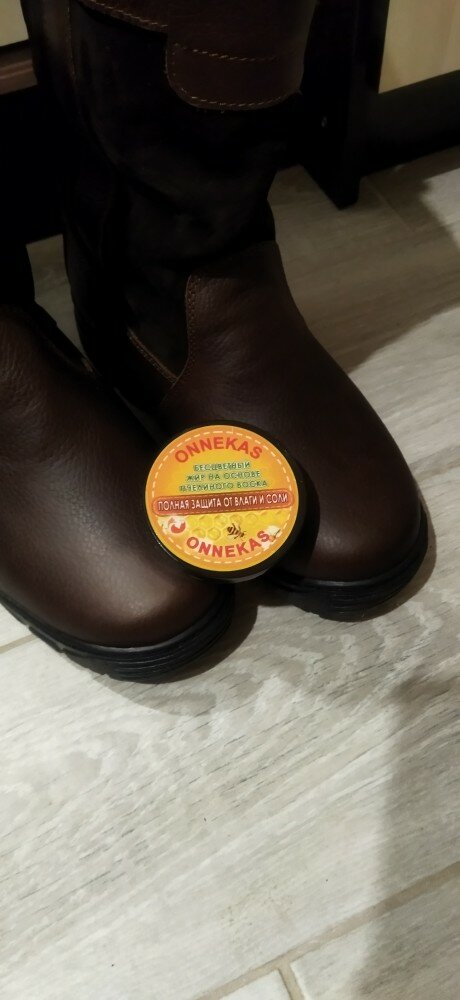 ONNEKAS
БЕСЦВЕТНЫЙ
ЖИР НА ОСНОВЕ
ПЧЕЛИНОГО ВОСКА
ПОЛНАЯ ЗАЩИТА ОТ ВЛАГИ И СОЛИ
ONNEKAS